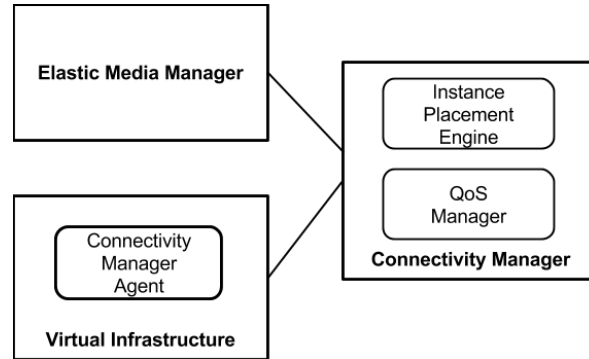 Elastic Media Manager
Instance
Placement
Engine
QoS
Manager
Connectivity Manager
Connectivity
Manager
Agent
Virtual Infrastructure